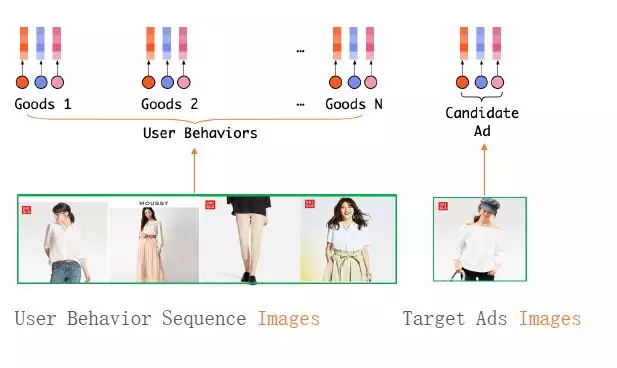 ...
Goods 1 Goods 2 ... Goods N
Candidate
Ad
User Behaviors
MOUSSY
User Behavior Sequence Images
Target Ads Images